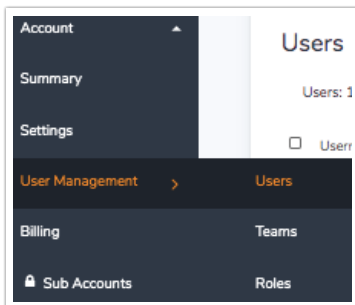 Account
Summary
Settings
User Management
Billing
Sub Accounts
Users
Users: 1
Users
Teams
Roles